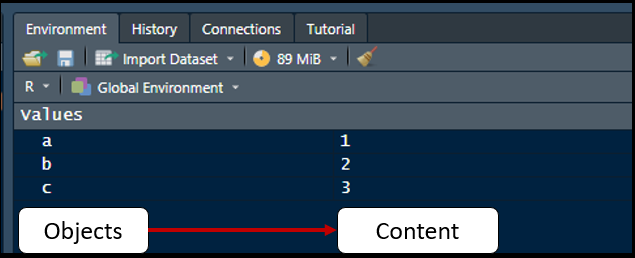 Environment History Connections Tutorial
Import Dataset 89 MiB
R Global Environment
Values
a 1
b 2
c 3
Objects Content